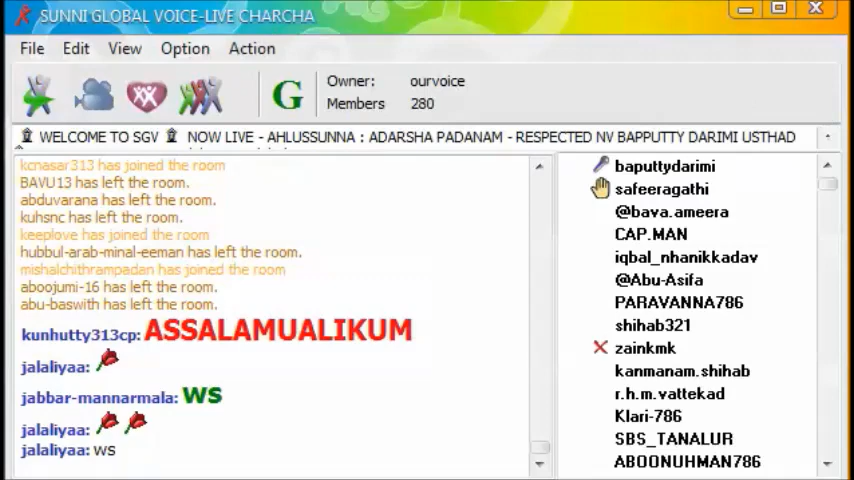 SUNNI GLOBAL VOICE-LIVE CHARCHA
File Edit View Option Action
G
Owner: ourvoice
Members 280
WELCOME TO SGV NOW LIVE - AHLUSSUNNA : ADARSHA PADANAM - RESPECTED NV BAPPUTTY DARIMI USTHAD
kcnasar313 has joined the room
BAVU13 has left the room.
abduvarana has left the room.
kuhsnc has left the room.
keeplove has joined the room
hubbul-arab-minal-eeman has left the room.
mishalchithrampadan has joined the room
aboojumi-16 has left the room.
abu-baswith has left the room.
kunhutty313cp: ASSALAMUALIKUM
jalaliyaa:
jabbar-mannarmala: ws
jalaliyaa:
jalaliyaa: ws
baputtydarimi
safeeragathi
@bava.ameera
CAP.MAN
iqbal_nhanikkadav
@Abu-Asifa
PARAVANNA786
shihab321
zainkmk
kanmanam.shihab
r.h.m.vattekad
Klari-786
SBS_TANALUR
ABOONUHMAN786